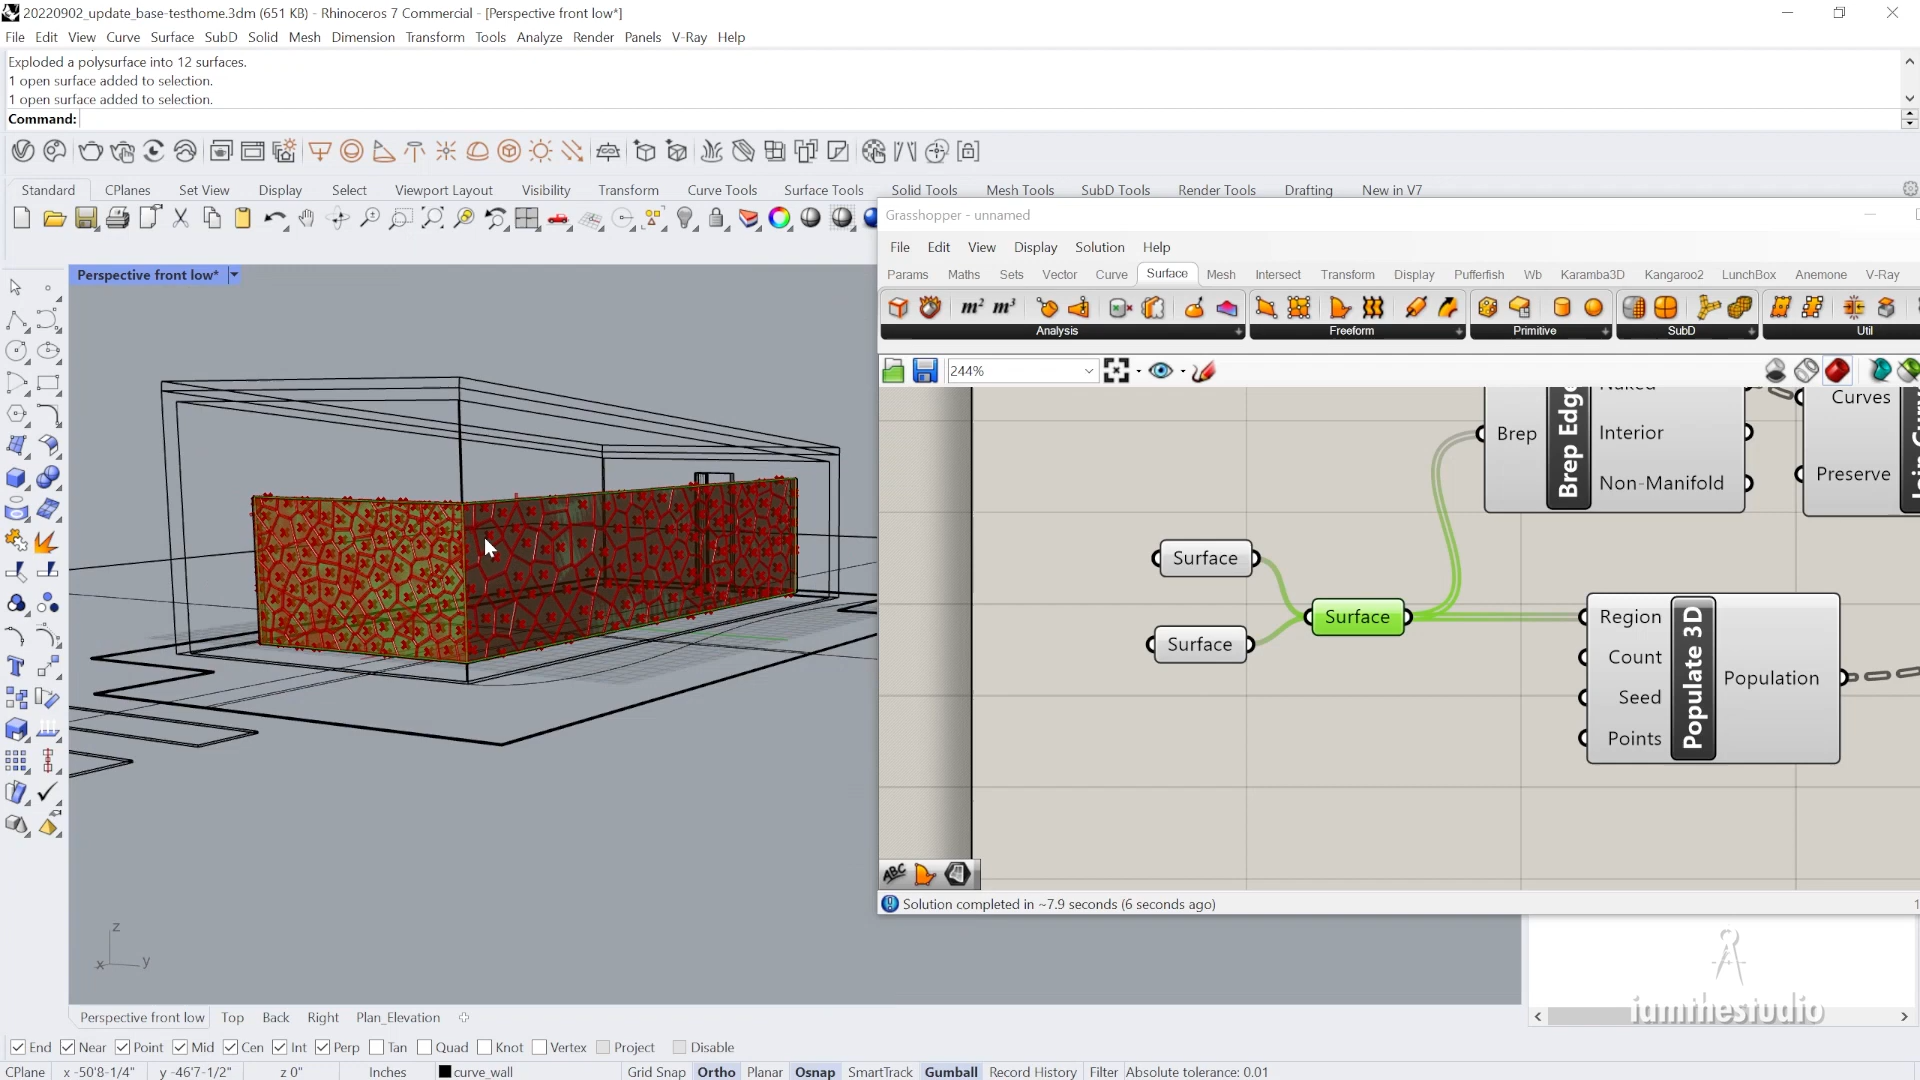 20220902_update_base-testhome.3dm (651 KB) - Rhinoceros 7 Commercial - [Perspective front low*]
File Edit View Curve Surface SubD Solid Mesh Dimension Transform Tools Analyze Render Panels V-Ray Help
Exploded a polysurface into 12 surfaces.
1 open surface added to selection.
1 open surface added to selection.
Command:
Standard CPlanes Set View Display Select Viewport Layout Visibility Transform Curve Tools Surface Tools Solid Tools Mesh Tools SubD Tools Render Tools Drafting New in V7
Grasshopper - unnamed
File Edit View Display Solution Help
Params Maths Sets Vector Curve Surface Mesh Intersect Transform Display Pufferfish Wb Karamba3D Kangaroo2 LunchBox Anemone V-Ray
m² m³
Analysis Freeform Primitive SubD Util
244%
Perspective front low*
Curves
Brep Interior
Preserve
Non-Manifold
Surface
Surface
Surface
Region
Count
Seed
Points
Populate 3D
Population
ABC
Solution completed in ~7.9 seconds (6 seconds ago)
z
x y
iamthestudio
Perspective front low Top Back Right Plan_Elevation
End Near Point Mid Cen Int Perp Tan Quad Knot Vertex Project Disable
CPlane x -50'8-1/4" y -46'7-1/2" z 0" Inches curve_wall Grid Snap Ortho Planar Osnap SmartTrack Gumball Record History Filter Absolute tolerance: 0.01